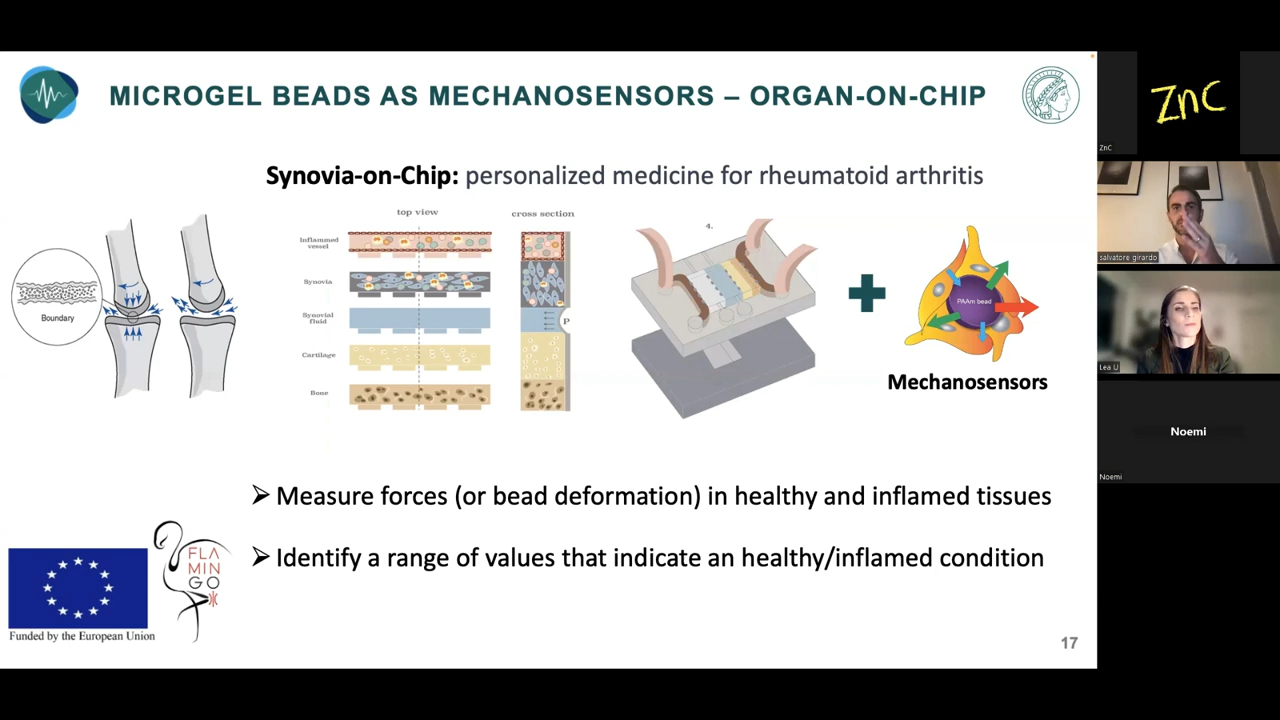 MICROGEL BEADS AS MECHANOSENSORS – ORGAN-ON-CHIP
Synovia-on-Chip: personalized medicine for rheumatoid arthritis
top view
cross section
4.
Inflammed
vessel
Synovia
Synovial
fluid
Cartilage
Bone
P
Boundary
PAAm bead
Mechanosensors
➢ Measure forces (or bead deformation) in healthy and inflamed tissues
➢ Identify a range of values that indicate an healthy/inflamed condition
FLA
MIN
GO
Funded by the European Union
17
ZnC
ZnC
salvatore girardo
Lea U
Noemi
Noemi